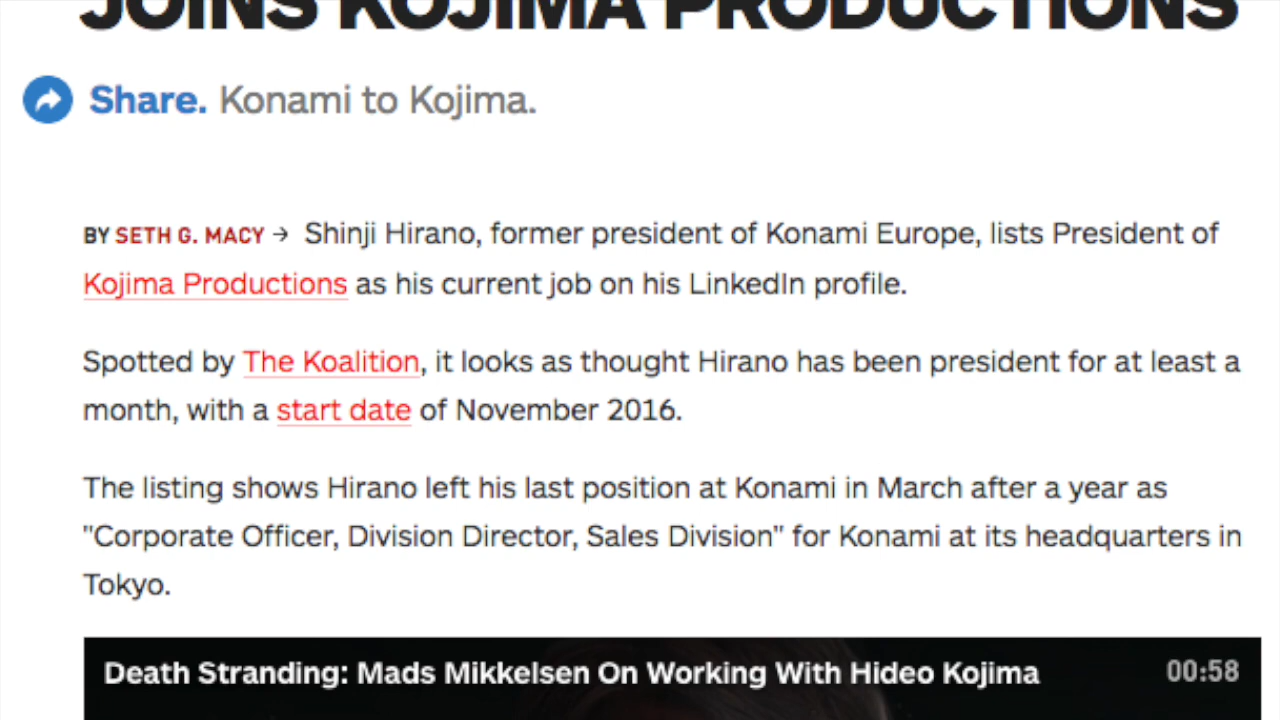 JOINS KOJIMA PRODUCTIONS
Share. Konami to Kojima.
BY SETH G. MACY → Shinji Hirano, former president of Konami Europe, lists President of
Kojima Productions as his current job on his LinkedIn profile.
Spotted by The Koalition, it looks as thought Hirano has been president for at least a
month, with a start date of November 2016.
The listing shows Hirano left his last position at Konami in March after a year as
"Corporate Officer, Division Director, Sales Division" for Konami at its headquarters in
Tokyo.
Death Stranding: Mads Mikkelsen On Working With Hideo Kojima 00:58